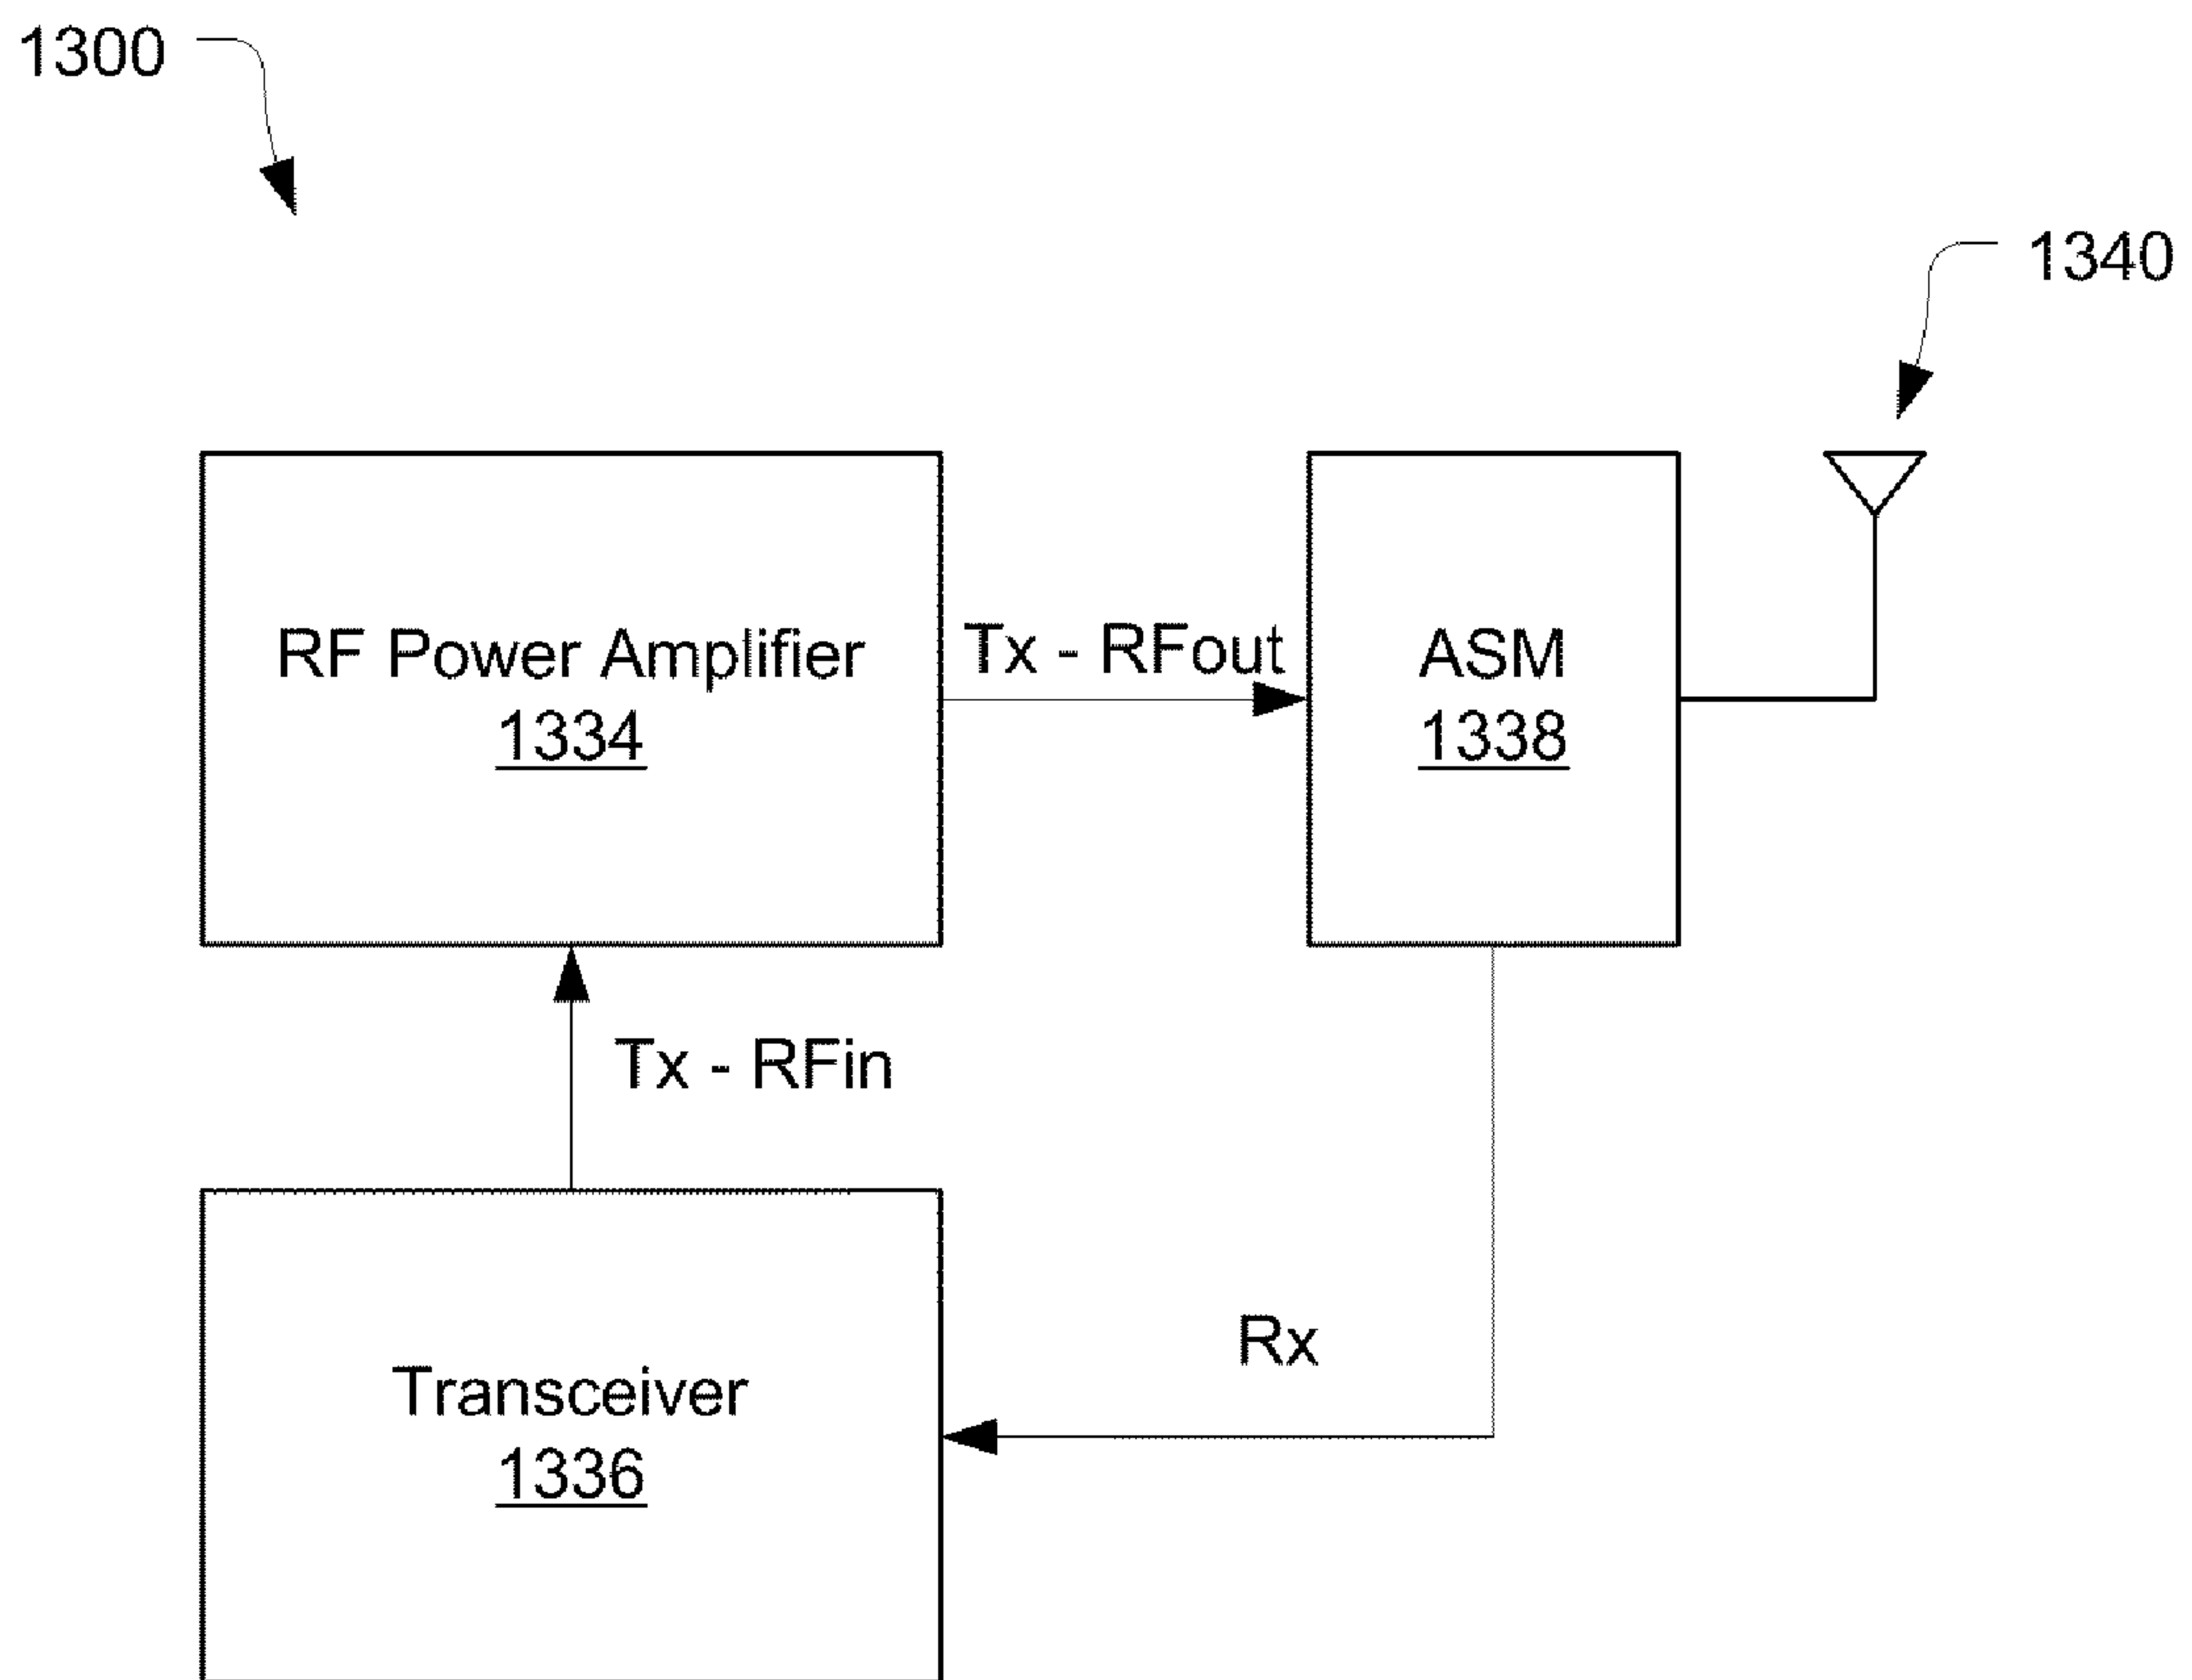 1300
1340
RF Power Amplifier
1334
Tx - RFout
ASM
1338
Tx - RFin
Rx
Transceiver
1336